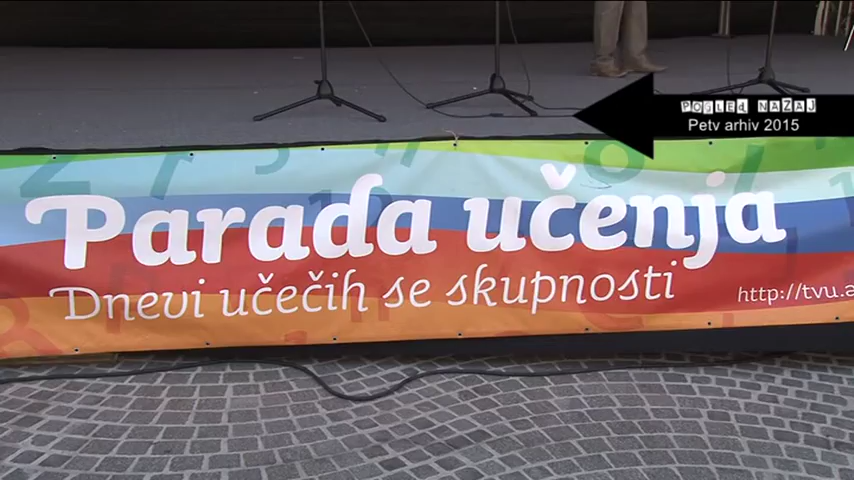 POGLED NAZAJ
Petv arhiv 2015
Parada učenja
Dnevi učečih se skupnosti
http://tvu.a